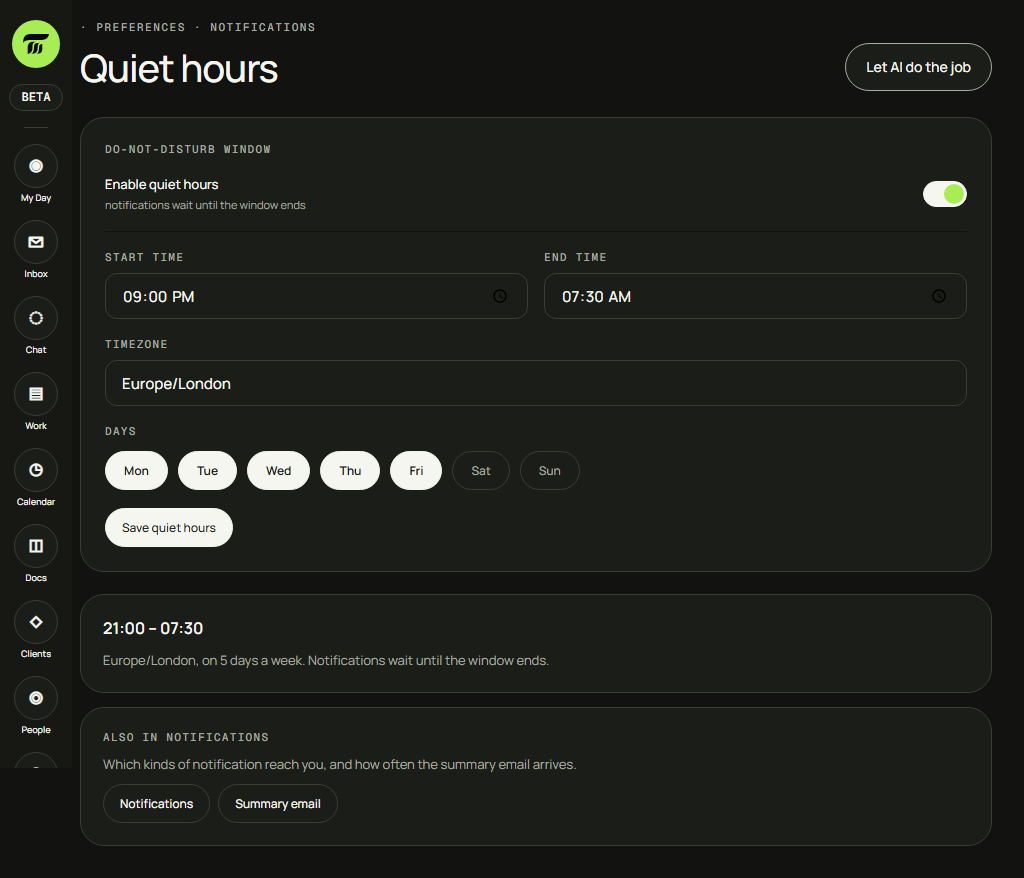 · PREFERENCES · NOTIFICATIONS
Quiet hours
Let AI do the job
BETA
My Day
Inbox
Chat
Work
Calendar
Docs
Clients
People
DO-NOT-DISTURB WINDOW
Enable quiet hours
notifications wait until the window ends
START TIME
END TIME
09:00 PM
07:30 AM
TIMEZONE
Europe/London
DAYS
Mon Tue Wed Thu Fri Sat Sun
Save quiet hours
21:00 – 07:30
Europe/London, on 5 days a week. Notifications wait until the window ends.
ALSO IN NOTIFICATIONS
Which kinds of notification reach you, and how often the summary email arrives.
Notifications Summary email